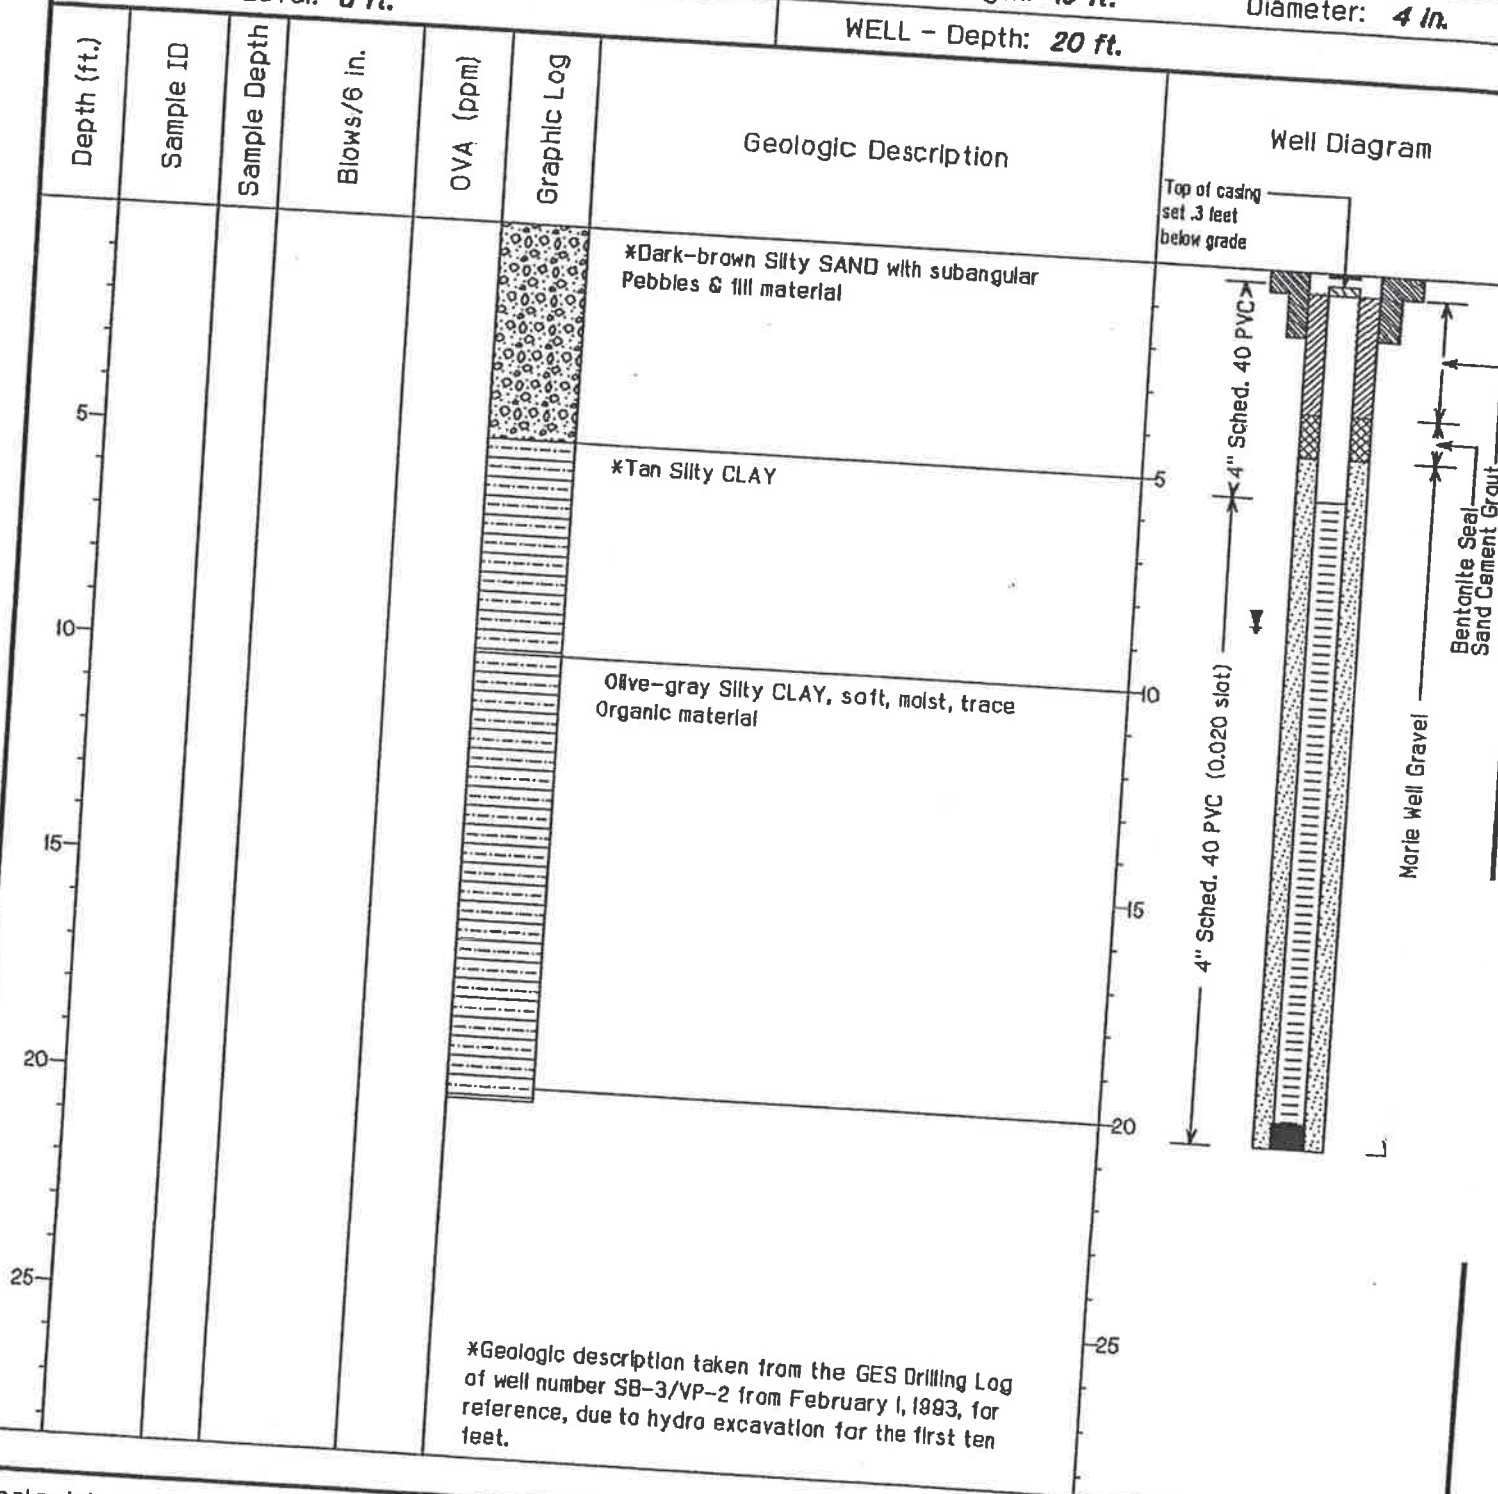 8 ft.
ft.
Diameter: 4 in.
WELL - Depth: 20 ft.
Depth (ft.)
Sample ID
Sample Depth
Blows/6 in.
OVA (ppm)
Graphic Log
Geologic Description
Well Diagram
Top of casing
set .3 feet
below grade
*Dark-brown Silty SAND with subangular
Pebbles & fill material
5
*Tan Silty CLAY
5
10
Olive-gray Silty CLAY, soft, moist, trace
Organic material
10
15
15
20
20
25
25
4" Sched. 40 PVC
4" Sched. 40 PVC (0.020 slot)
Morie Well Gravel
Bentonite Seal
Sand Cement Grout
*Geologic description taken from the GES Drilling Log
of well number SB-3/VP-2 from February 1, 1993, for
reference, due to hydro excavation for the first ten
feet.